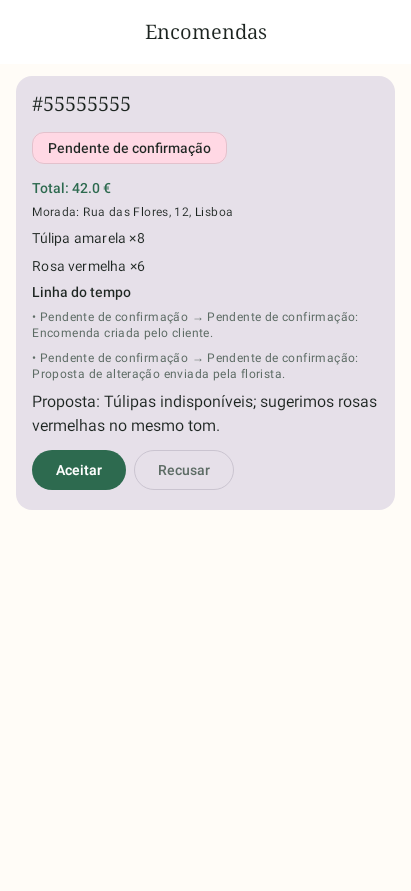 Encomendas
#55555555
Pendente de confirmação
Total: 42.0 €
Morada: Rua das Flores, 12, Lisboa
Túlipa amarela ×8
Rosa vermelha ×6
Linha do tempo
• Pendente de confirmação → Pendente de confirmação:
Encomenda criada pelo cliente.
• Pendente de confirmação → Pendente de confirmação:
Proposta de alteração enviada pela florista.
Proposta: Túlipas indisponíveis; sugerimos rosas
vermelhas no mesmo tom.
Aceitar
Recusar